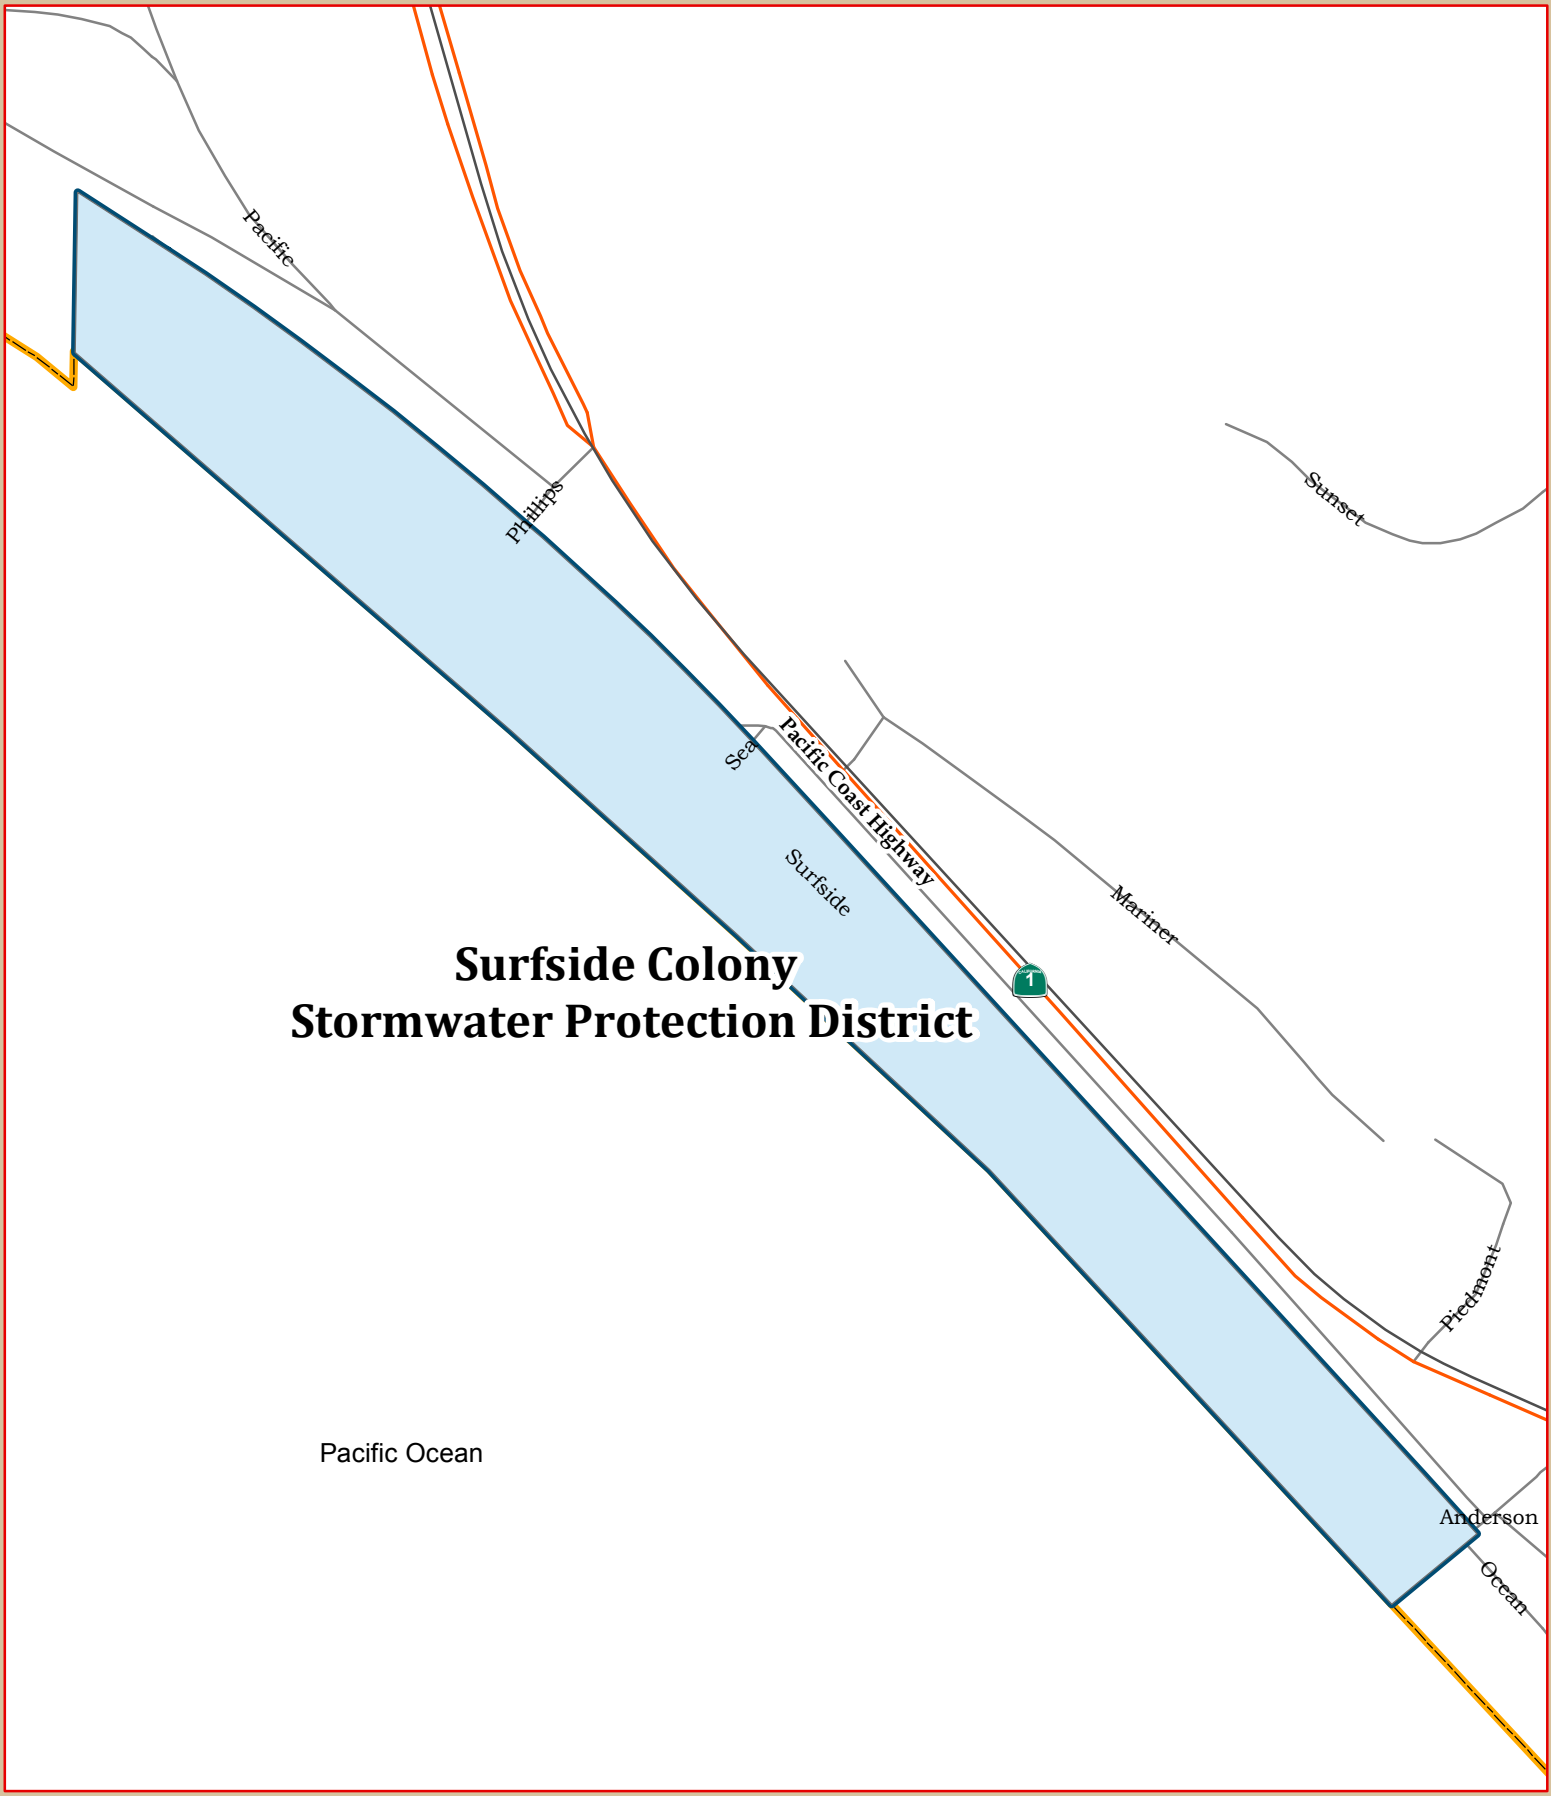 Pacific
Phillips
Sunset
Sea
Pacific Coast Highway
Surfside
Mariner
Surfside Colony
Stormwater Protection District
CALIFORNIA
1
Piedmont
Pacific Ocean
Anderson
Ocean